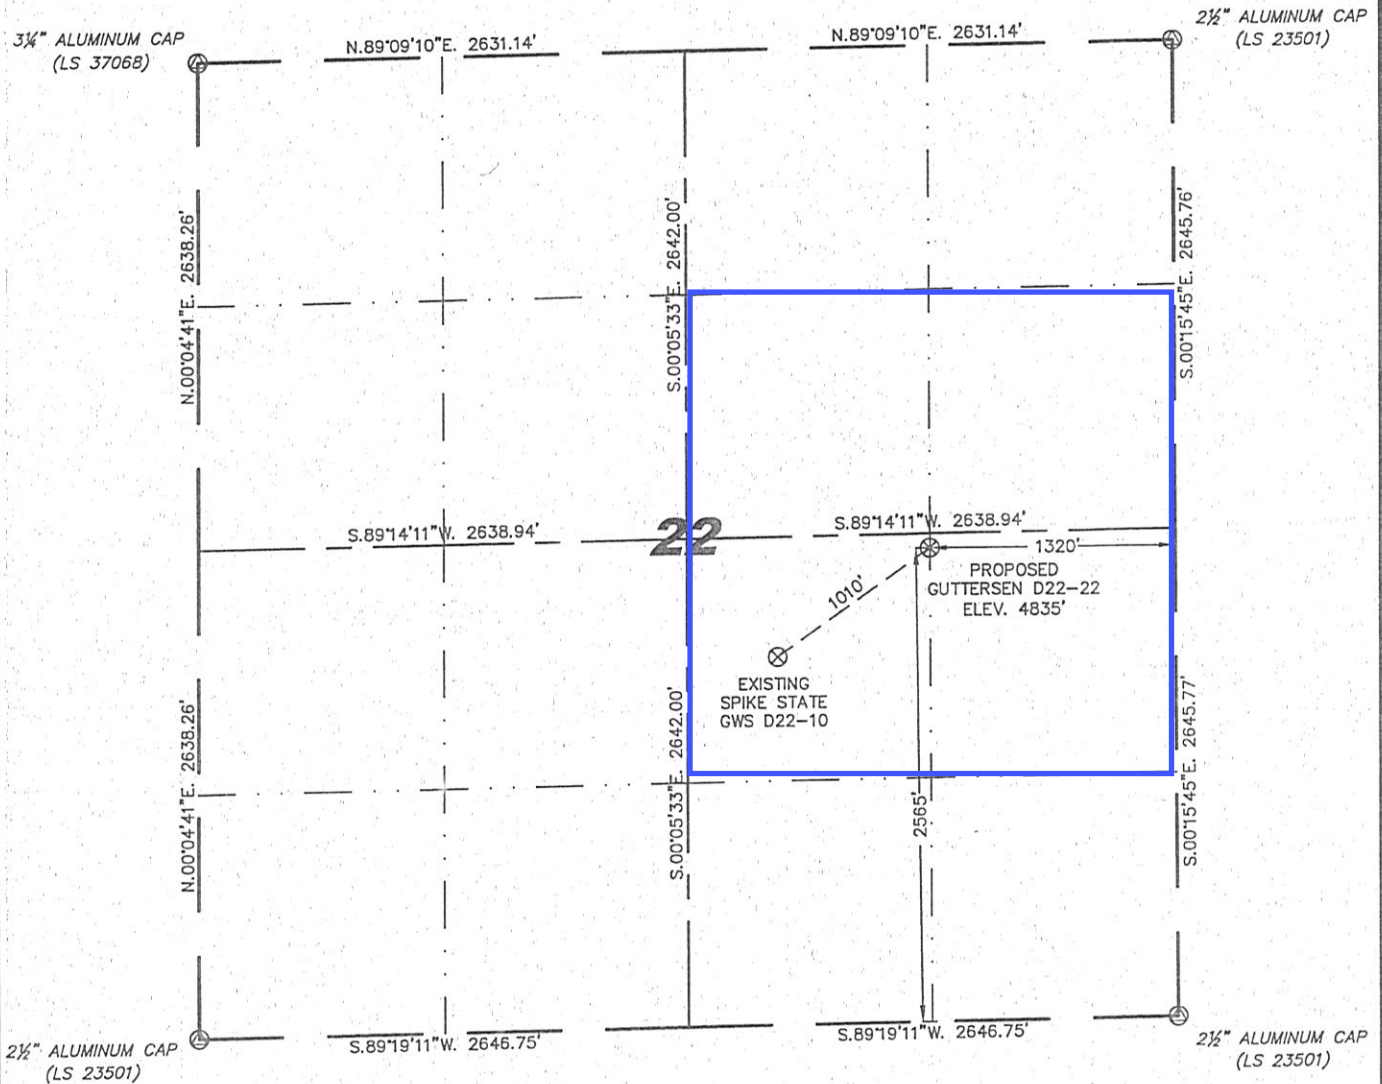 3¼" ALUMINUM CAP
(LS 37068)
N.89°09'10"E. 2631.14'
N.89°09'10"E. 2631.14'
2½" ALUMINUM CAP
(LS 23501)
N.00°04'41"E. 2638.26'
S.00°05'33"E. 2642.00'
S.00°15'45"E. 2645.76'
S.89°14'11"W. 2638.94'
22
S.89°14'11"W. 2638.94'
1320'
PROPOSED
GUTTERSEN D22-22
ELEV. 4835'
1010'
EXISTING
SPIKE STATE
GWS D22-10
N.00°04'41"E. 2638.26'
S.00°05'33"E. 2642.00'
2565'
S.00°15'45"E. 2645.77'
2½" ALUMINUM CAP
(LS 23501)
S.89°19'11"W. 2646.75'
S.89°19'11"W. 2646.75'
2½" ALUMINUM CAP
(LS 23501)